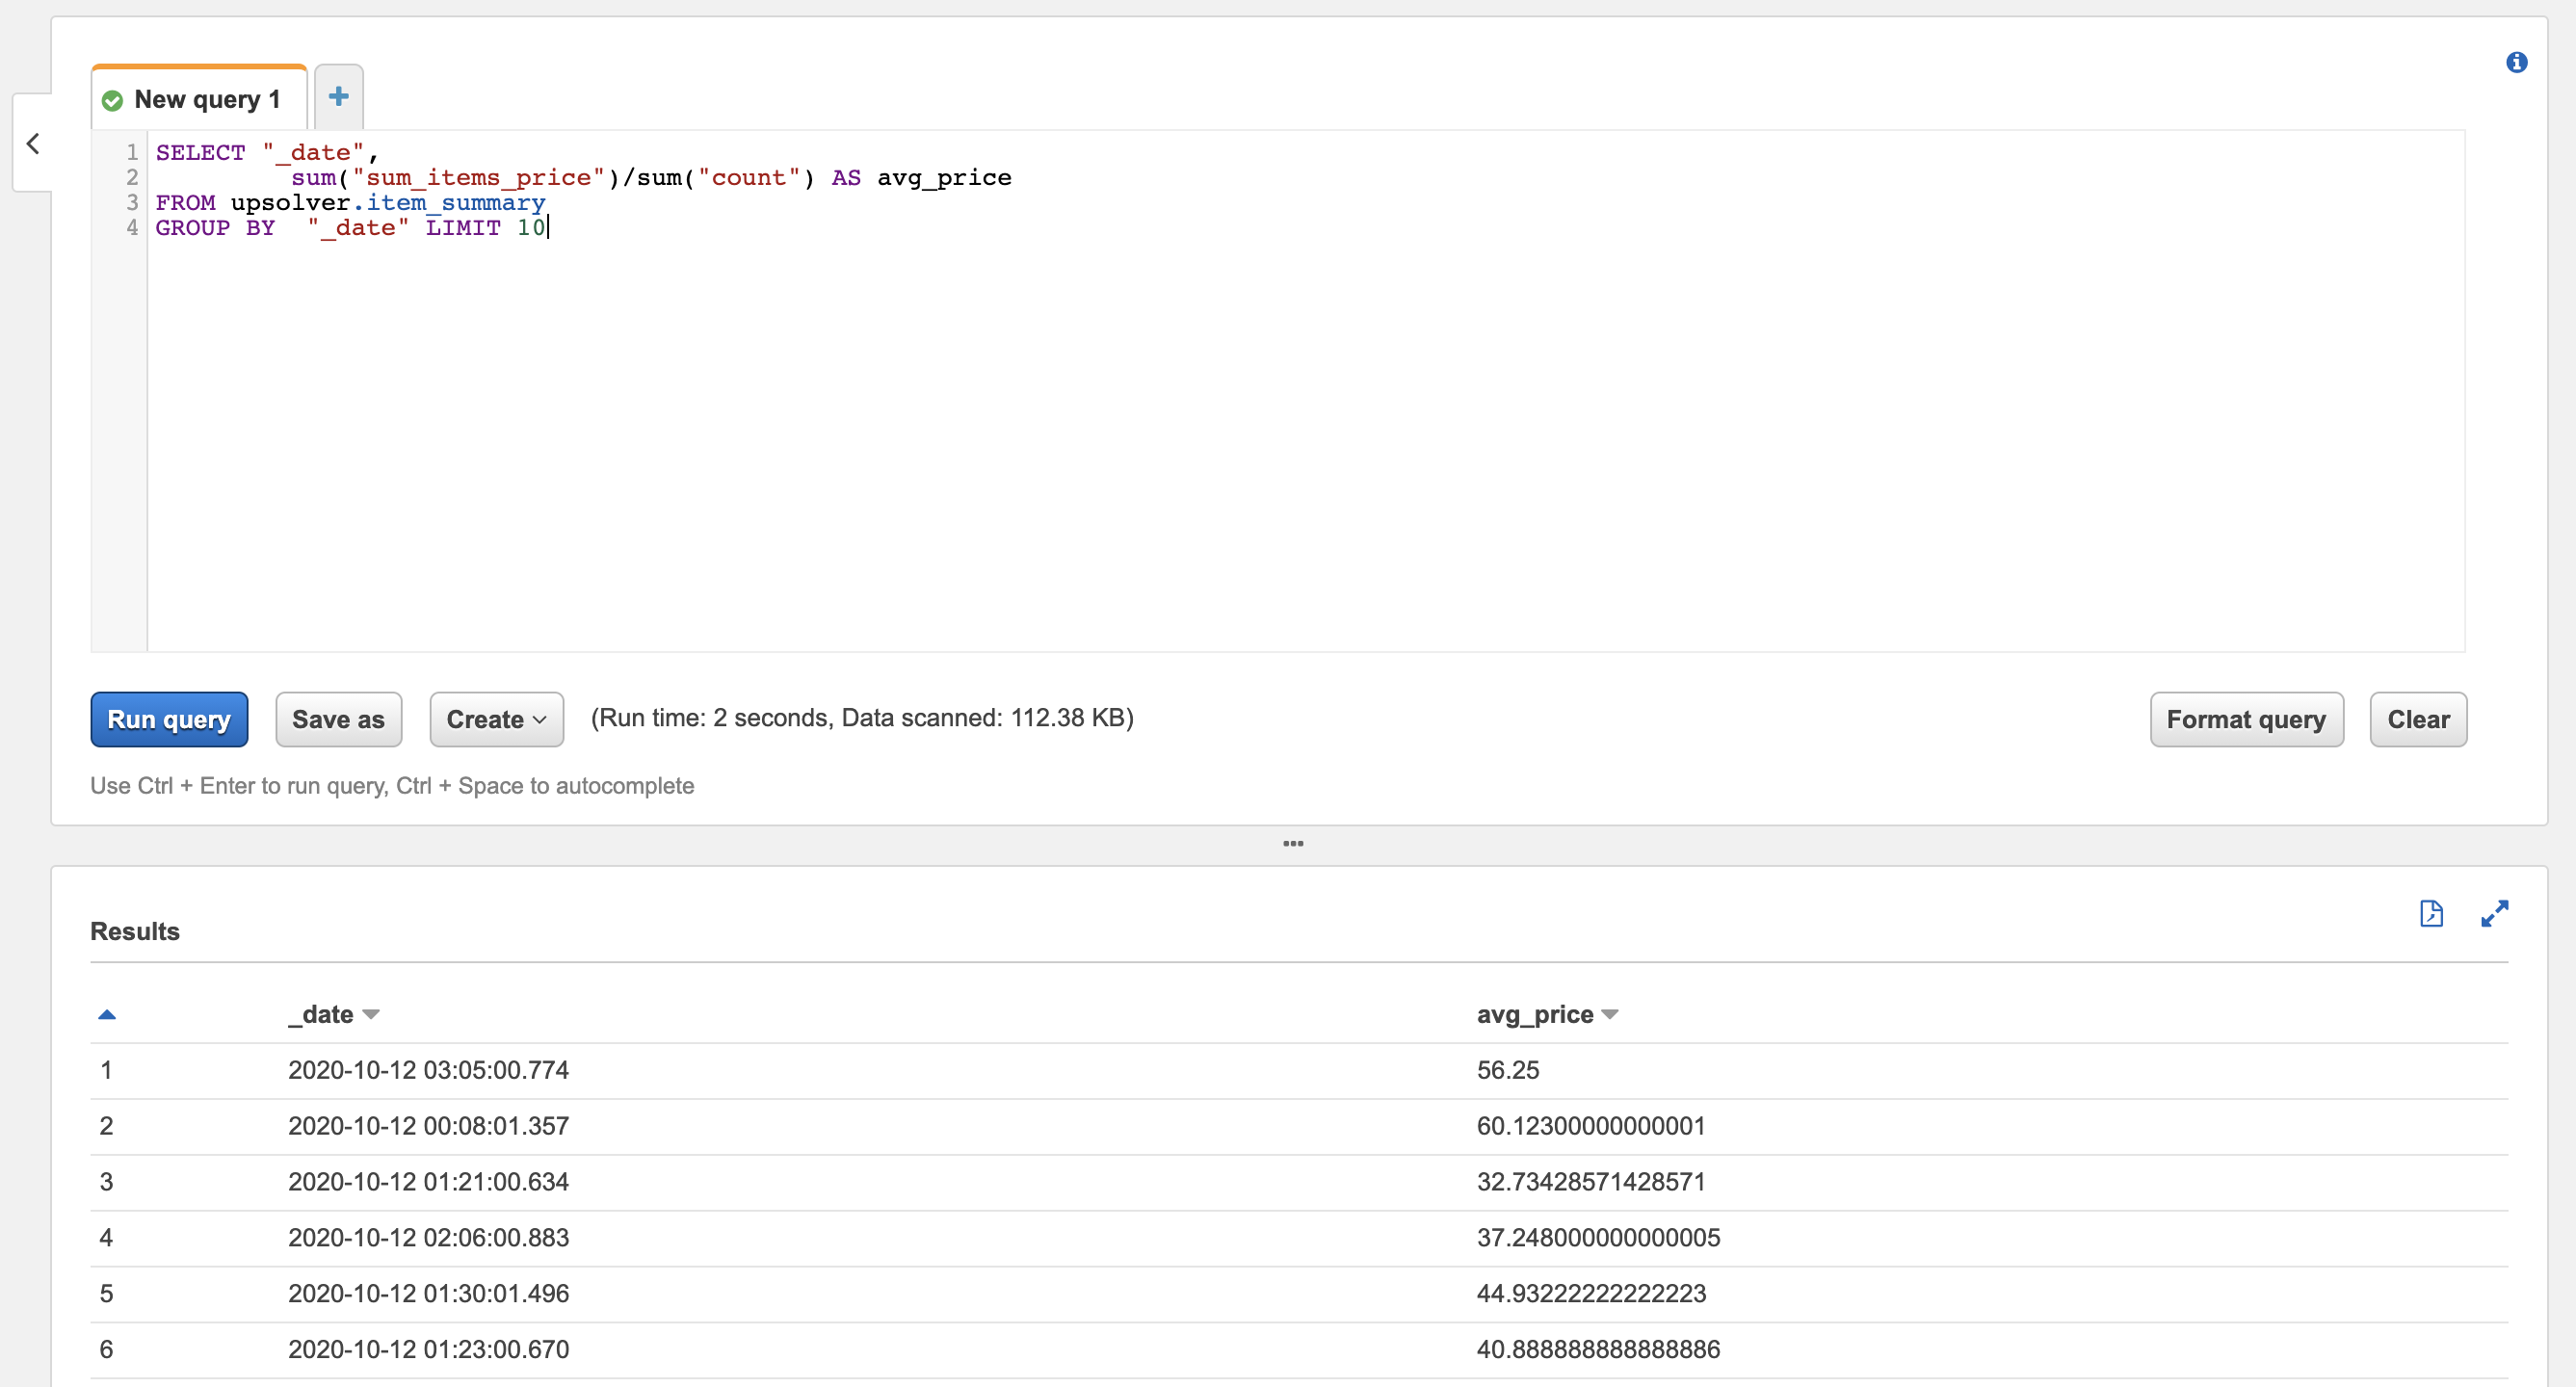 New query 1 +
1 SELECT "_date",
2 sum("sum_items_price")/sum("count") AS avg_price
3 FROM upsolver.item_summary
4 GROUP BY  "_date" LIMIT 10
Run query Save as Create (Run time: 2 seconds, Data scanned: 112.38 KB) Format query Clear
Use Ctrl + Enter to run query, Ctrl + Space to autocomplete
Results
_date avg_price
1 2020-10-12 03:05:00.774 56.25
2 2020-10-12 00:08:01.357 60.12300000000001
3 2020-10-12 01:21:00.634 32.73428571428571
4 2020-10-12 02:06:00.883 37.248000000000005
5 2020-10-12 01:30:01.496 44.93222222222223
6 2020-10-12 01:23:00.670 40.888888888888886